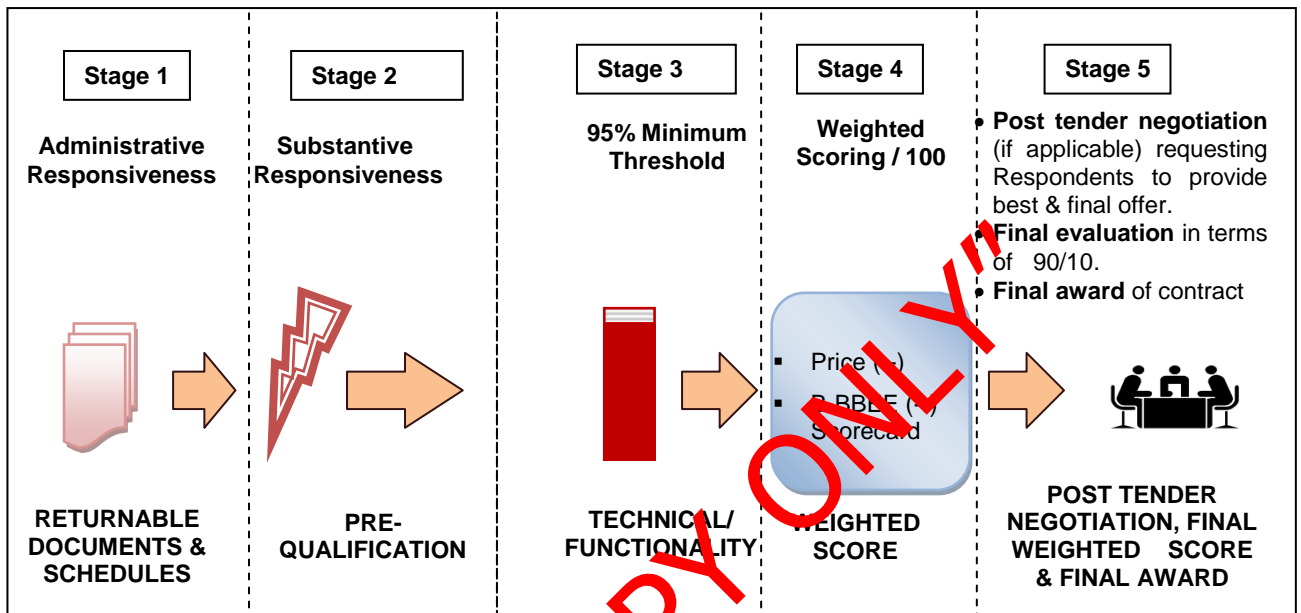 Stage 1
Administrative
Responsiveness
RETURNABLE
DOCUMENTS &
SCHEDULES
Stage 2
Substantive
Responsiveness
PRE-
QUALIFICATION
Stage 3
95% Minimum
Threshold
TECHNICAL/
FUNCTIONALITY
Stage 4
Weighted
Scoring / 100
▪ Price (-)
▪ B-BBEE (-)
Scorecard
WEIGHTED
SCORE
Stage 5
• Post tender negotiation
(if applicable) requesting
Respondents to provide
best & final offer.
• Final evaluation in terms
of 90/10.
• Final award of contract
POST TENDER
NEGOTIATION, FINAL
WEIGHTED SCORE
& FINAL AWARD
PY ONLY"